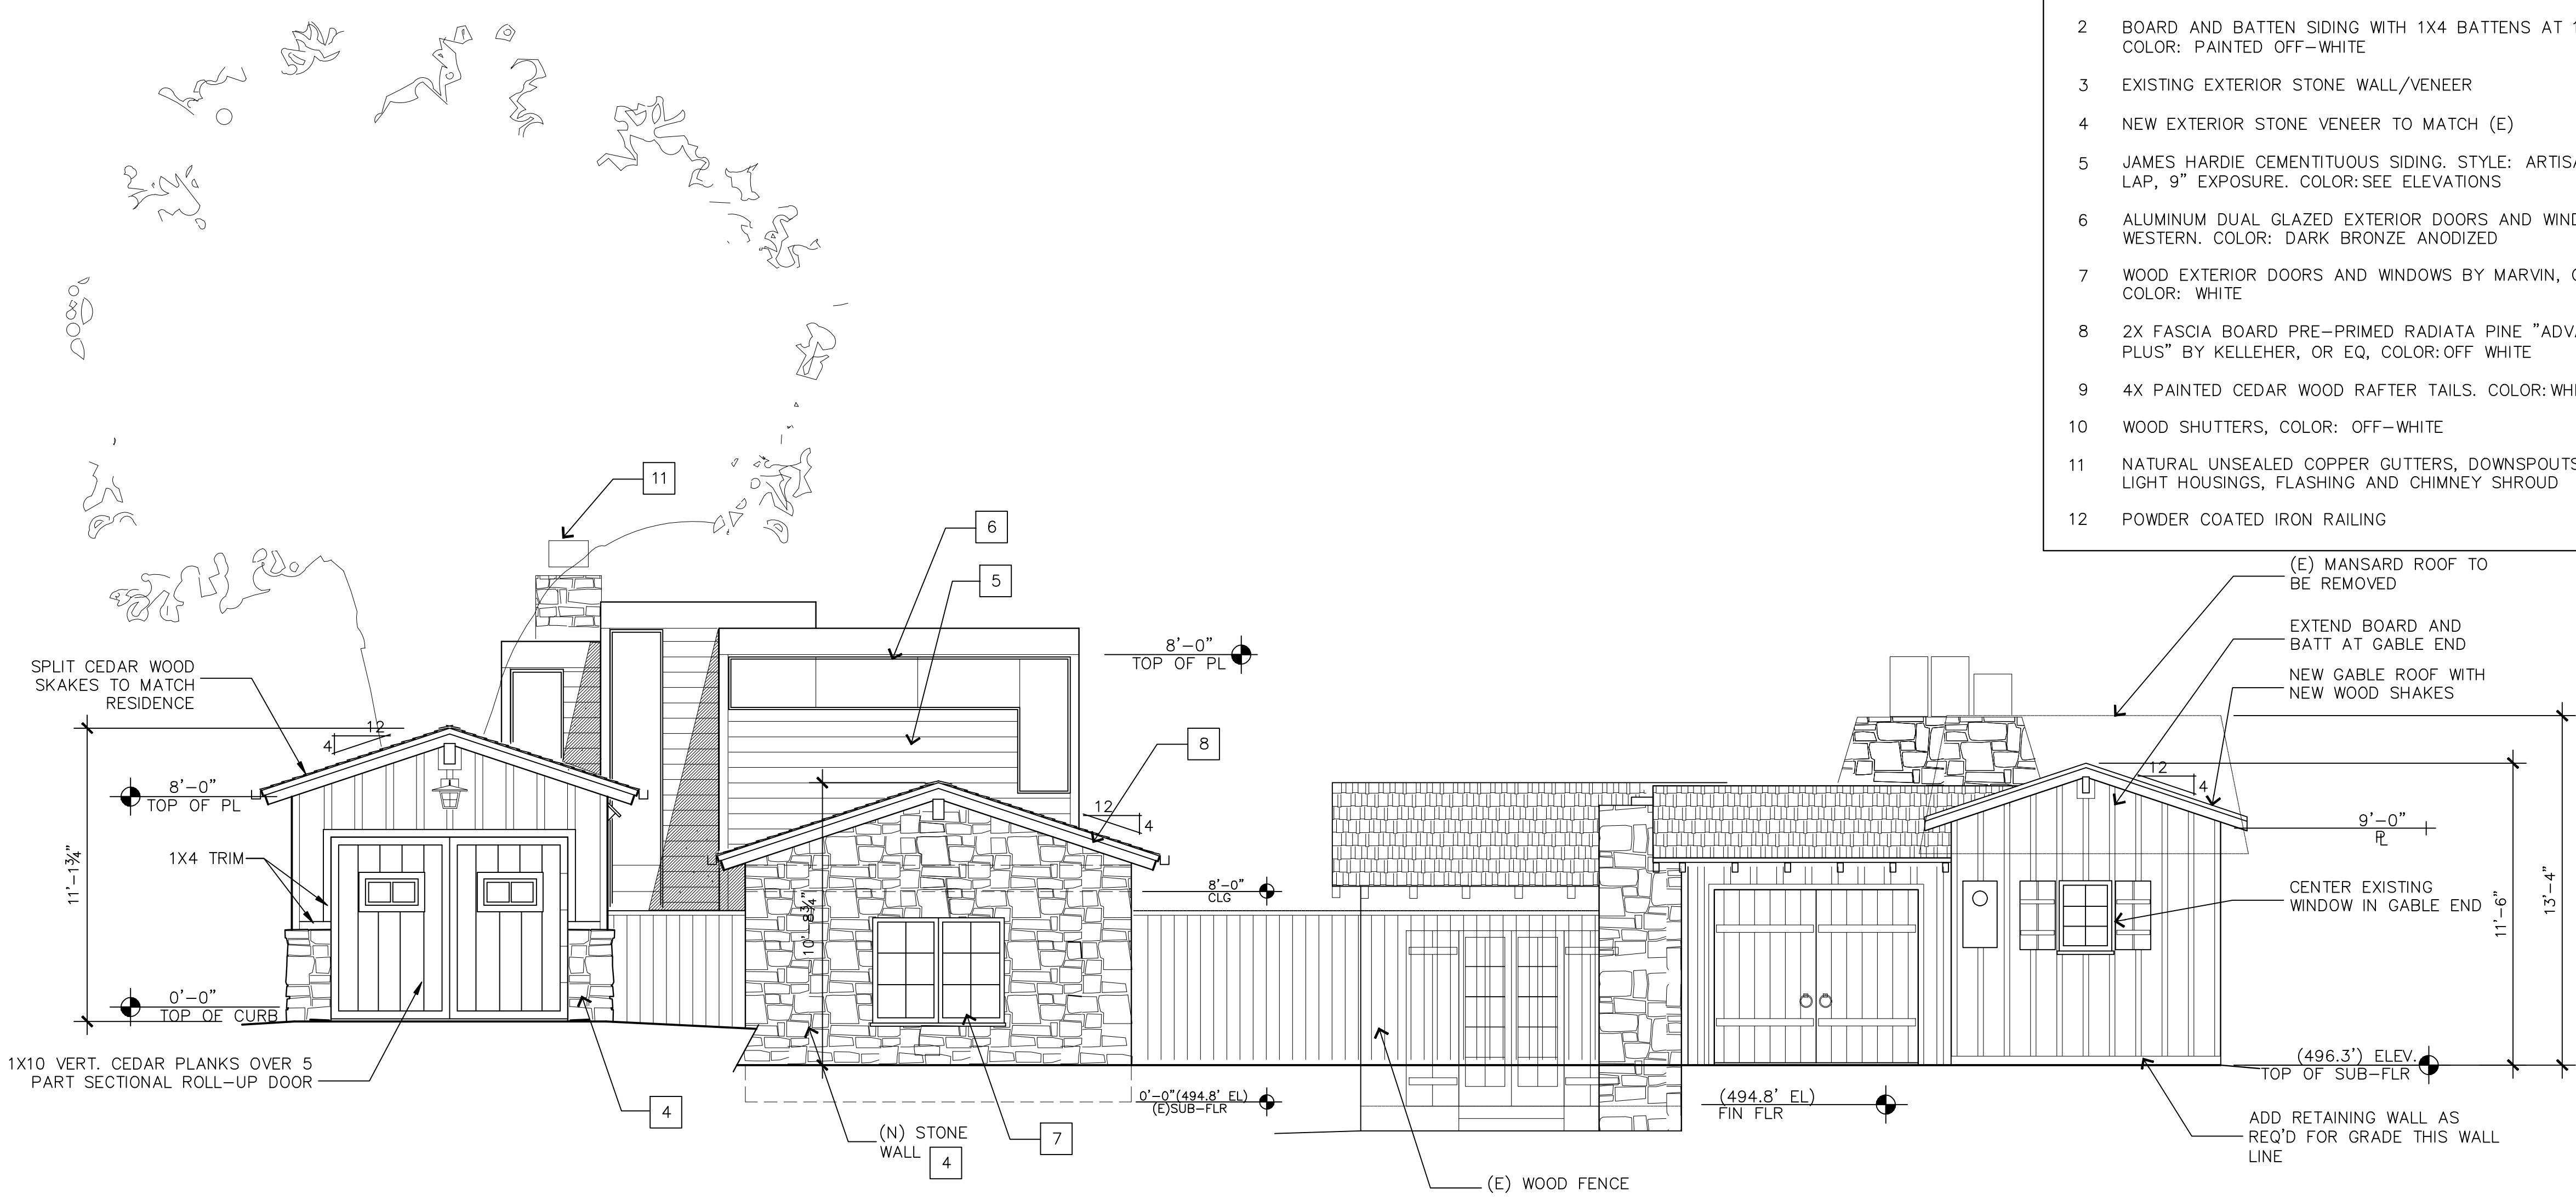 2 BOARD AND BATTEN SIDING WITH 1X4 BATTENS AT
COLOR: PAINTED OFF-WHITE
3 EXISTING EXTERIOR STONE WALL/VENEER
4 NEW EXTERIOR STONE VENEER TO MATCH (E)
5 JAMES HARDIE CEMENTITUOUS SIDING. STYLE:
LAP, 9" EXPOSURE. COLOR:SEE ELEVATIONS
6 ALUMINUM DUAL GLAZED EXTERIOR DOORS AND
WESTERN. COLOR: DARK BRONZE ANODIZED
7 WOOD EXTERIOR DOORS AND WINDOWS BY MARVIN,
COLOR: WHITE
8 2X FASCIA BOARD PRE-PRIMED RADIATA PINE
PLUS" BY KELLEHER, OR EQ, COLOR:OFF WHITE
9 4X PAINTED CEDAR WOOD RAFTER TAILS. COLOR:
10 WOOD SHUTTERS, COLOR: OFF-WHITE
11 NATURAL UNSEALED COPPER GUTTERS, DOWNSPOUTS
LIGHT HOUSINGS, FLASHING AND CHIMNEY SHROUD
12 POWDER COATED IRON RAILING
11
6
5
8
8'-0"
TOP OF PL
SPLIT CEDAR WOOD
SKAKES TO MATCH
RESIDENCE
12
4
8'-0"
TOP OF PL
11'-1¾"
1X4 TRIM
0'-0"
TOP OF CURB
1X10 VERT. CEDAR PLANKS OVER 5
PART SECTIONAL ROLL-UP DOOR
4
10'-8¾"
12
4
8'-0"
CLG
0'-0"(494.8' EL)
(E)SUB-FLR
(N) STONE
WALL
4
7
(E) WOOD FENCE
(494.8' EL)
FIN FLR
(E) MANSARD ROOF TO
BE REMOVED
EXTEND BOARD AND
BATT AT GABLE END
NEW GABLE ROOF WITH
NEW WOOD SHAKES
12
4
9'-0"
PL
CENTER EXISTING
WINDOW IN GABLE END
11'-6"
13'-4"
(496.3') ELEV.
TOP OF SUB-FLR
ADD RETAINING WALL AS
REQ'D FOR GRADE THIS WALL
LINE